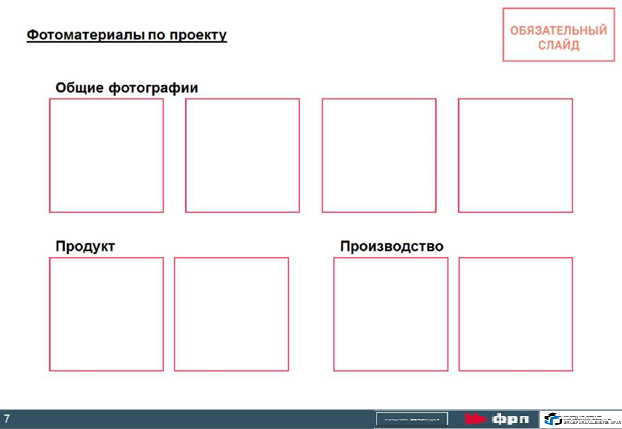 Фотоматериалы по проекту
ОБЯЗАТЕЛЬНЫЙ
СЛАЙД
Общие фотографии
Продукт
Производство
7
фрп